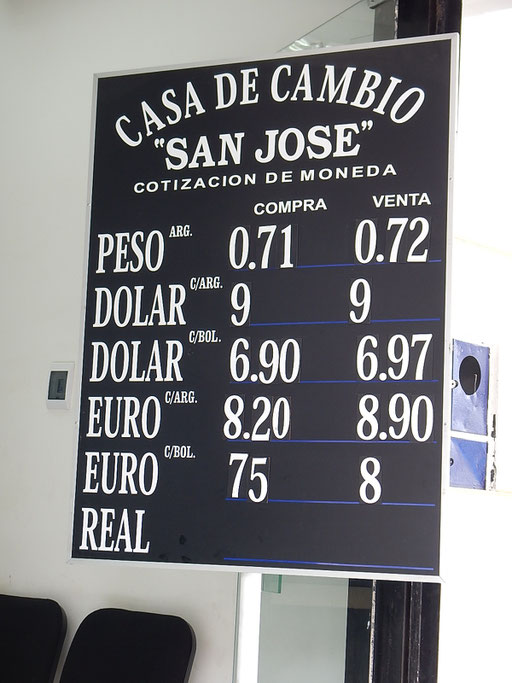 CASA DE CAMBIO
"SAN JOSE"
COTIZACION DE MONEDA
COMPRA VENTA
PESO ARG. 0.71 0.72
DOLAR C/ARG. 9 9
DOLAR C/BOL. 6.90 6.97
EURO C/ARG. 8.20 8.90
EURO C/BOL. 75 8
REAL